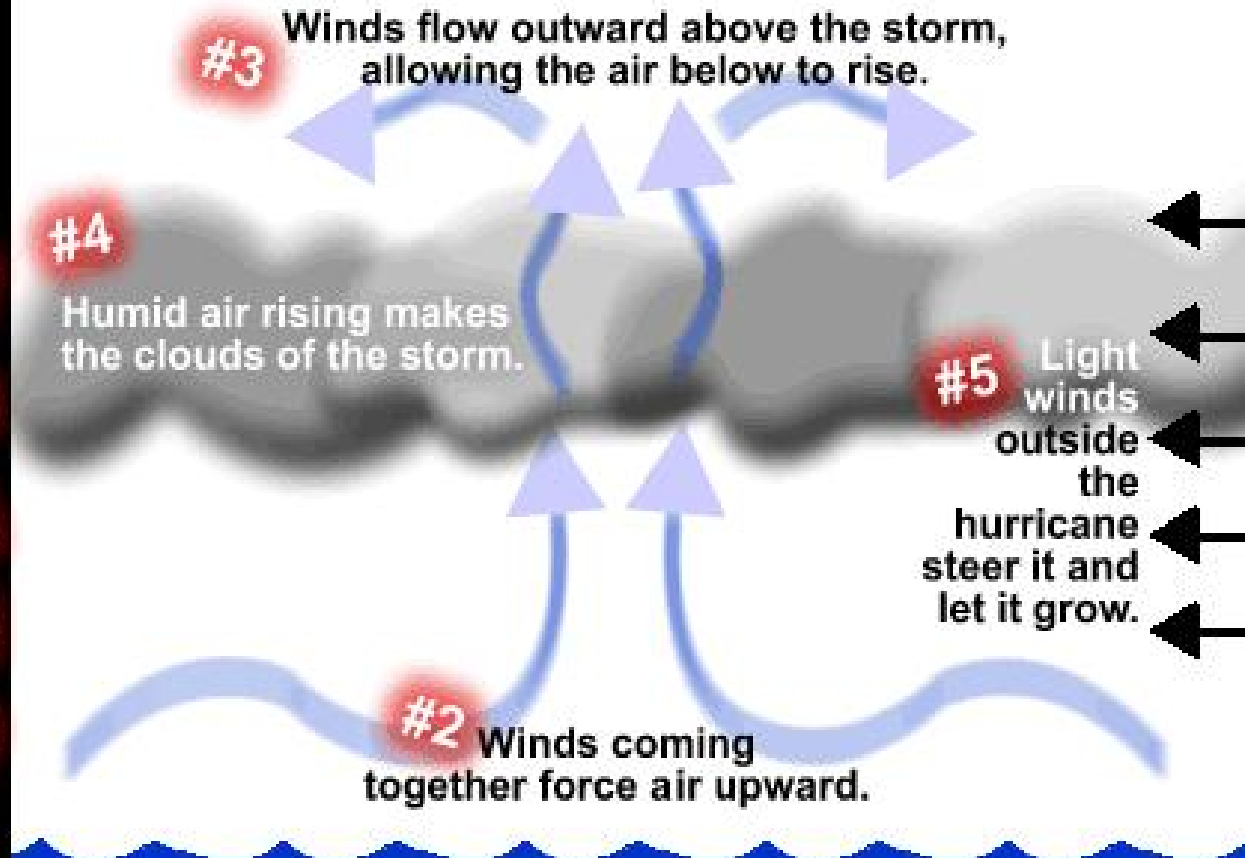 #3
Winds flow outward above the storm,
allowing the air below to rise.
#4
Humid air rising makes
the clouds of the storm.
#5
Light
winds
outside
the
hurricane
steer it and
let it grow.
#2
Winds coming
together force air upward.